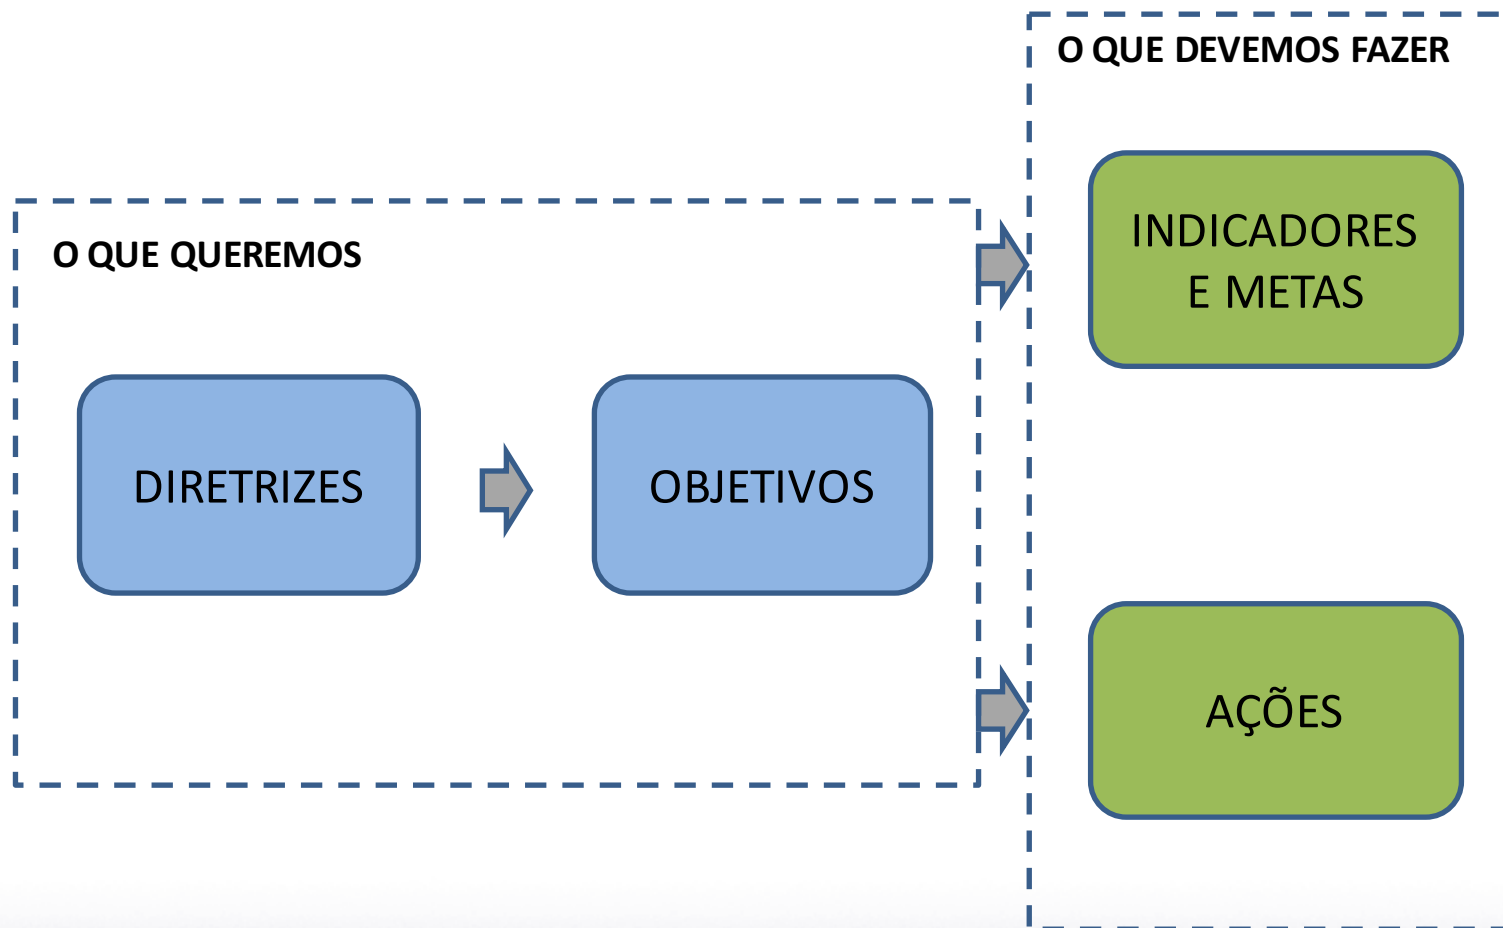 O QUE DEVEMOS FAZER
INDICADORES
E METAS
O QUE QUEREMOS
DIRETRIZES
OBJETIVOS
AÇÕES